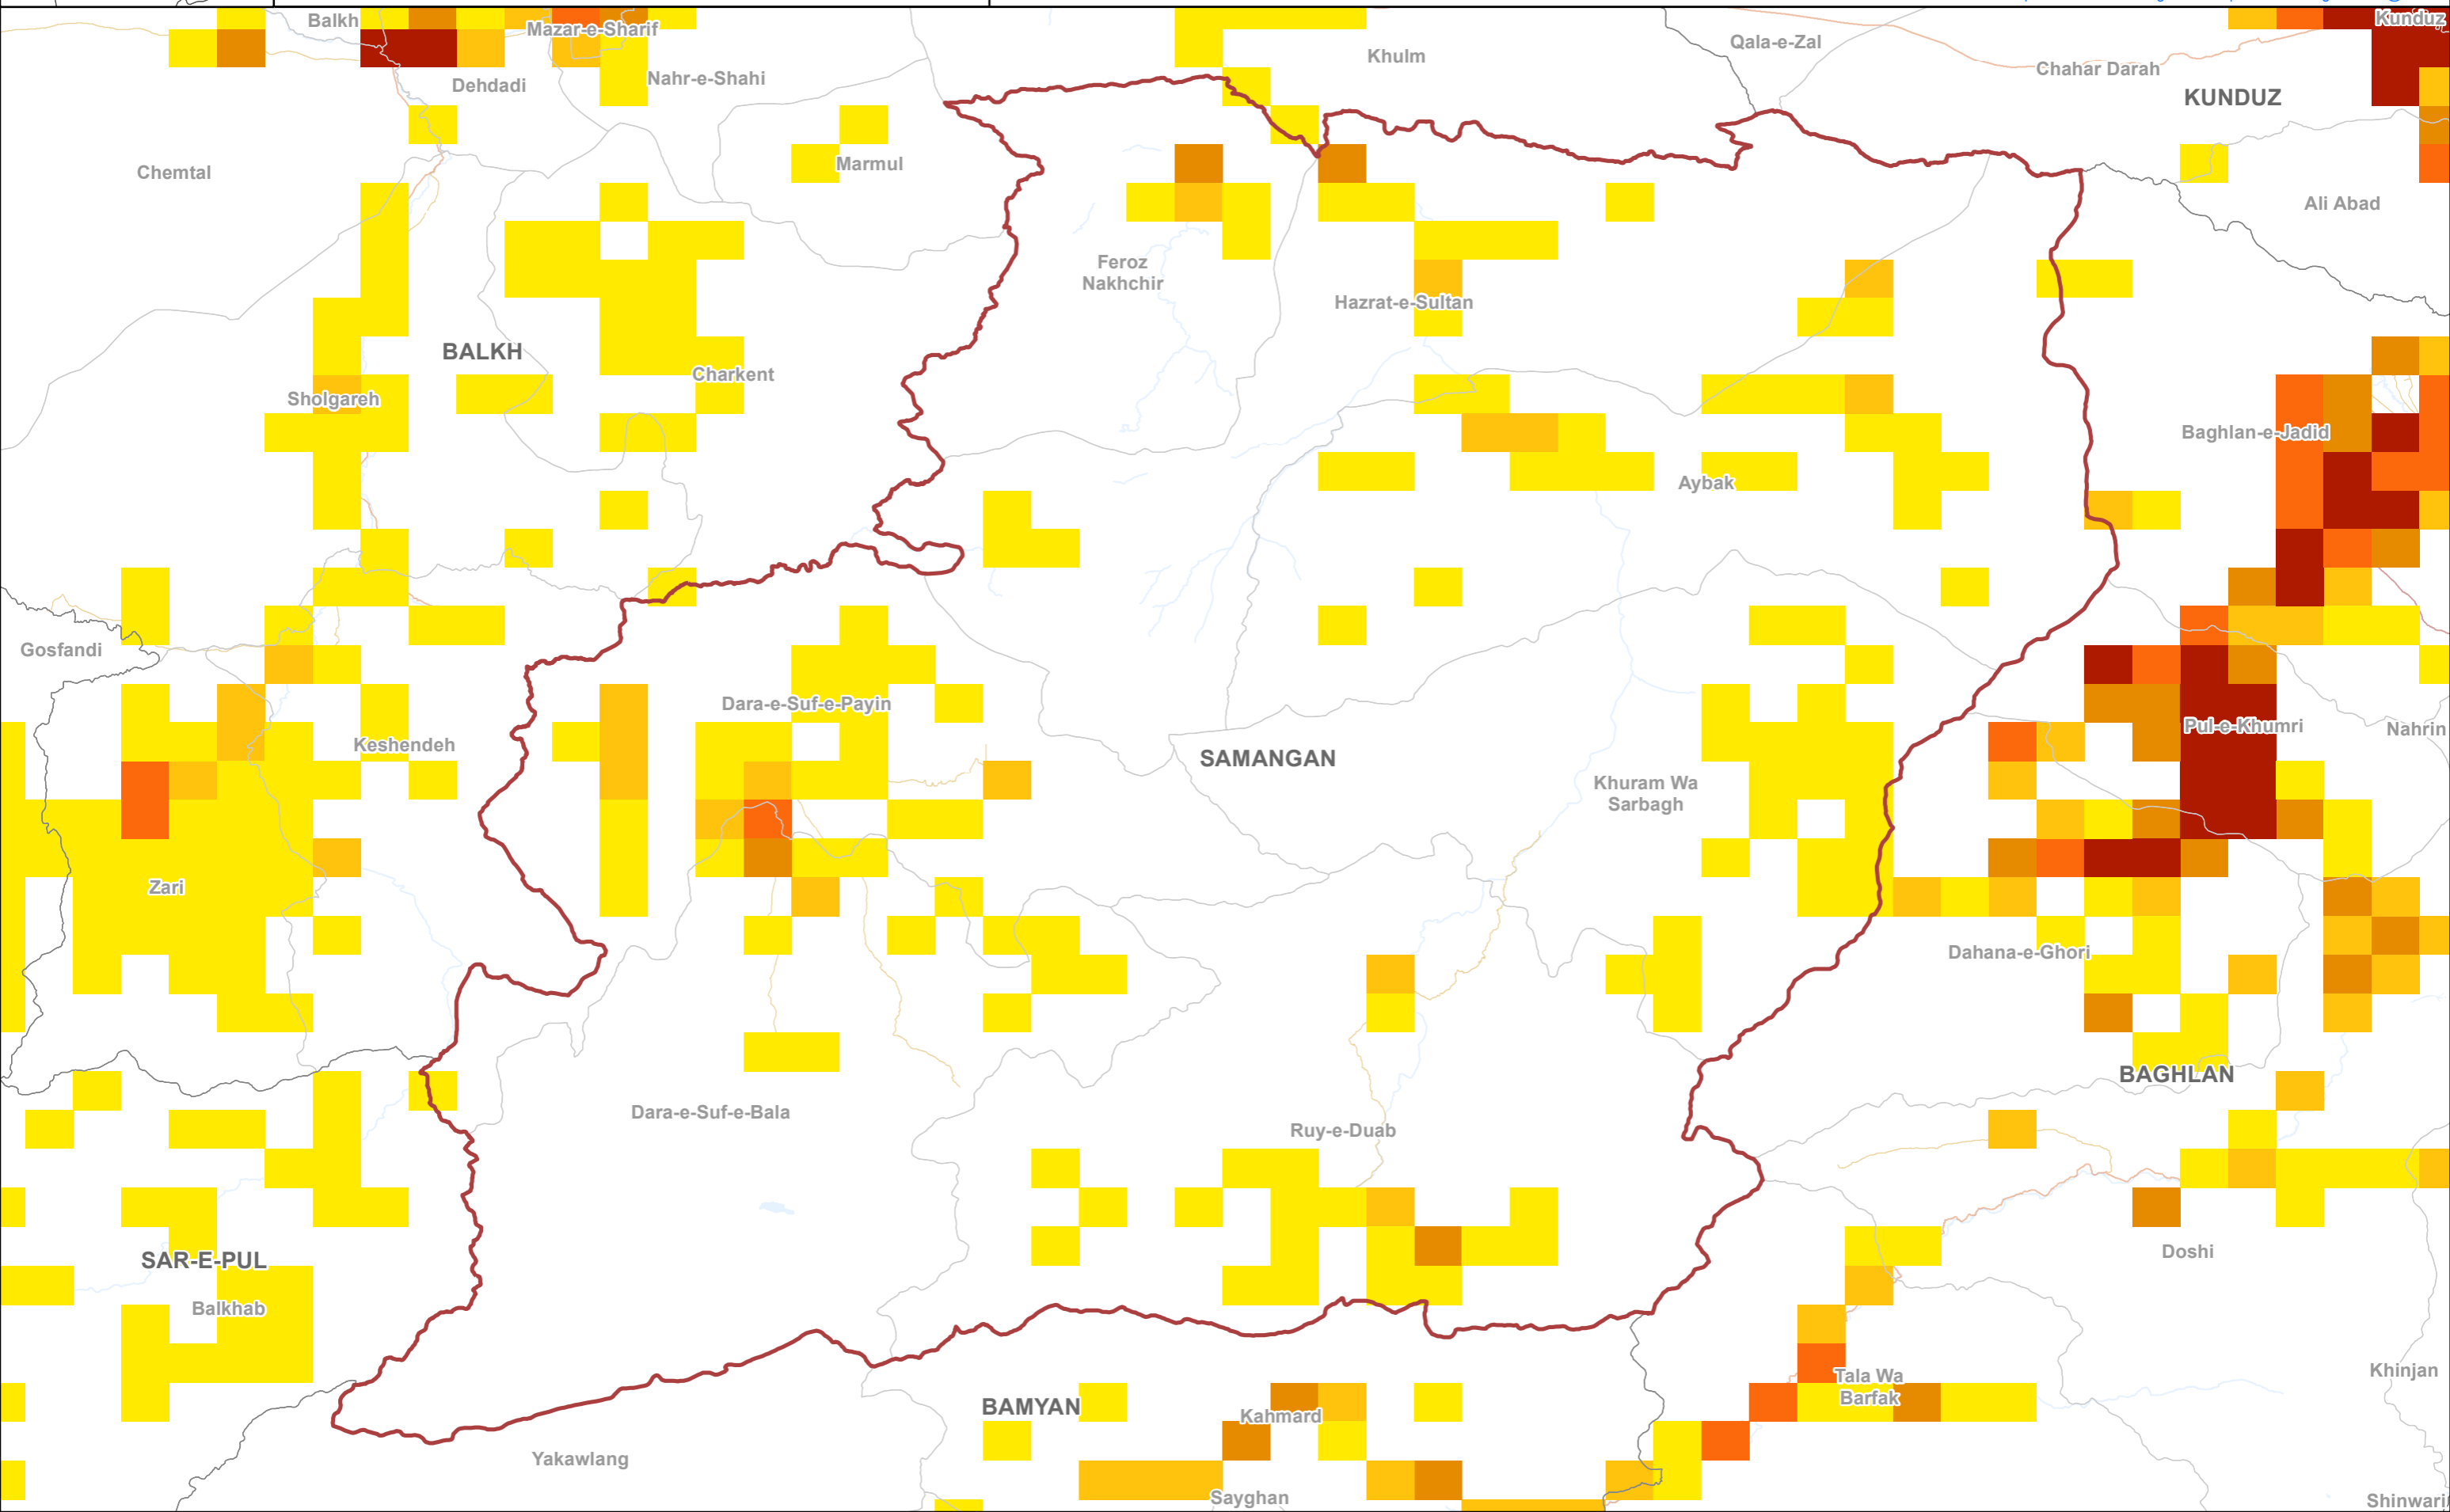 Balkh
Mazar-e-Sharif
Kunduz
Qala-e-Zal
Khulm
Chahar Darah
Nahr-e-Shahi
Dehdadi
KUNDUZ
Marmul
Chemtal
Ali Abad
Feroz
Nakhchir
Hazrat-e-Sultan
BALKH
Charkent
Sholgareh
Baghlan-e-Jadid
Aybak
Gosfandi
Dara-e-Suf-e-Payin
Pul-e-Khumri
Nahrin
Keshendeh
SAMANGAN
Khuram Wa
Sarbagh
Zari
Dahana-e-Ghori
BAGHLAN
Dara-e-Suf-e-Bala
Ruy-e-Duab
Doshi
SAR-E-PUL
Balkhab
Khinjan
Tala Wa
Barfak
BAMYAN
Kahmard
Yakawlang
Sayghan
Shinwari